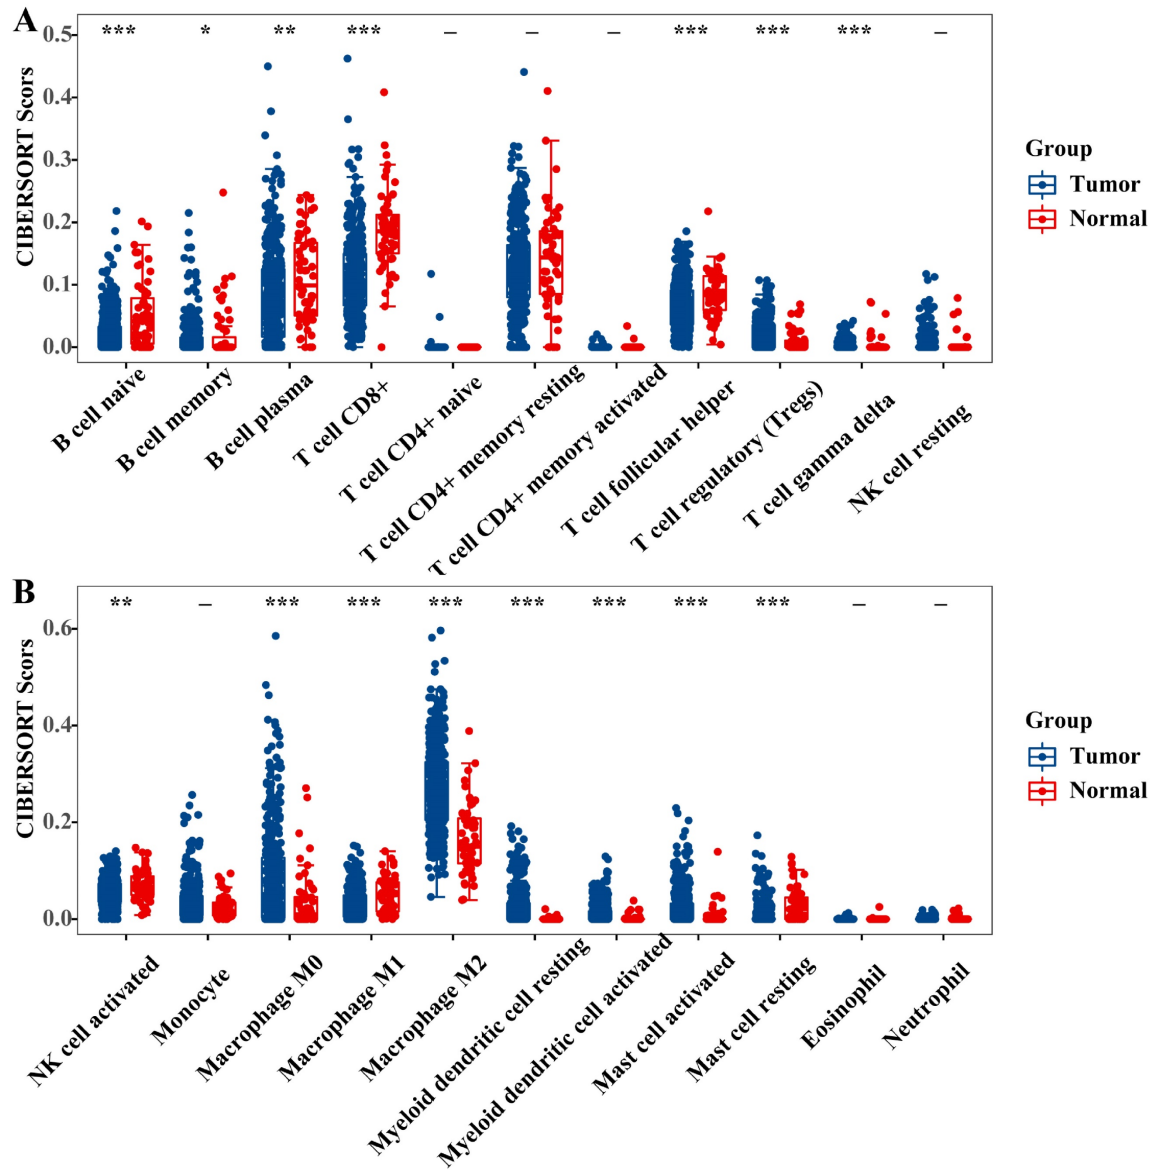 A
*** * ** *** – – – *** *** *** –
0.5
0.4
0.3
0.2
0.1
0.0
CIBERSORT Scors
B cell naive
B cell memory
B cell plasma
T cell CD8+
T cell CD4+ naive
T cell CD4+ memory resting
T cell CD4+ memory activated
T cell follicular helper
T cell regulatory (Tregs)
T cell gamma delta
NK cell resting
Group
Tumor
Normal
B
** – *** *** *** *** *** *** *** – –
0.6
0.4
0.2
0.0
CIBERSORT Scors
NK cell activated
Monocyte
Macrophage M0
Macrophage M1
Macrophage M2
Myeloid dendritic cell resting
Myeloid dendritic cell activated
Mast cell activated
Mast cell resting
Eosinophil
Neutrophil
Group
Tumor
Normal